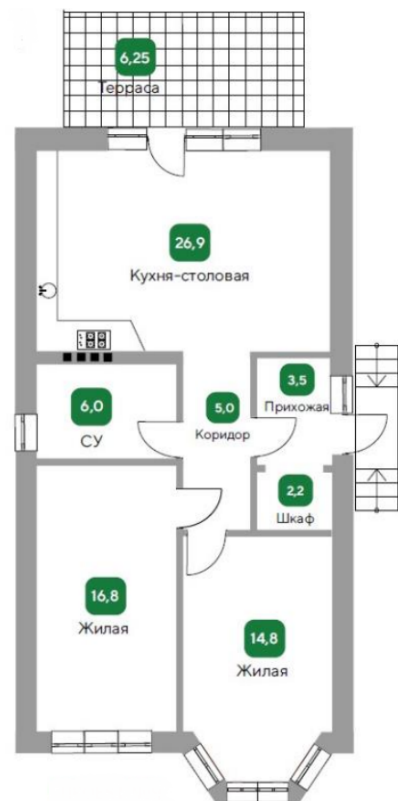 6,25
Терраса
26,9
Кухня-столовая
3,5
Прихожая
6,0
СУ
5,0
Коридор
2,2
Шкаф
16,8
Жилая
14,8
Жилая